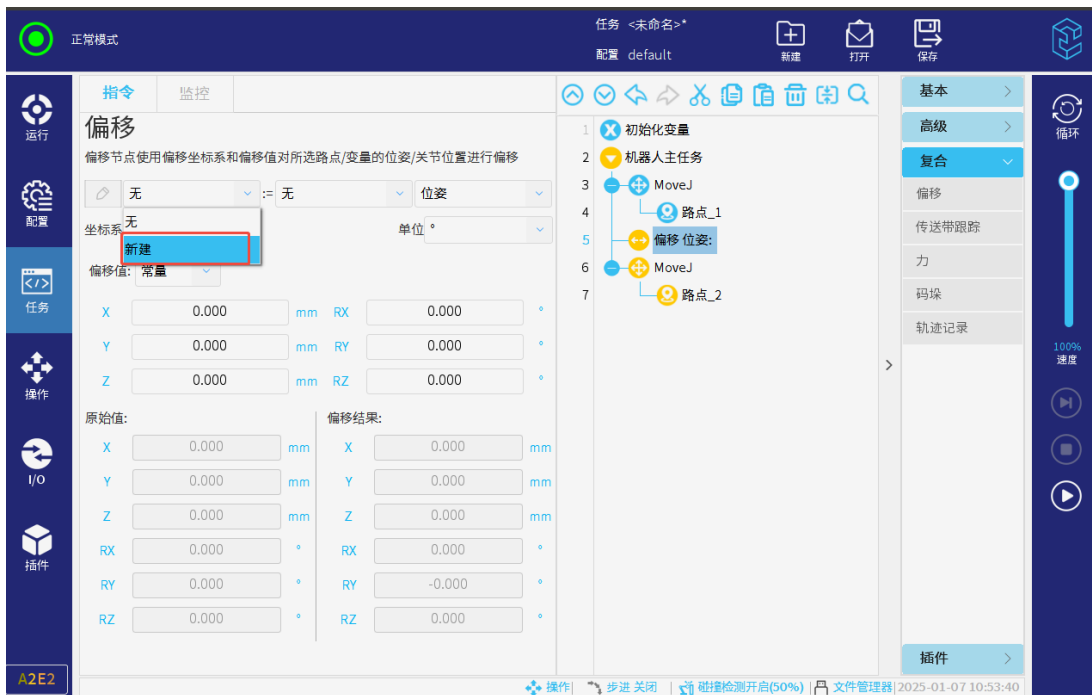 正常模式
任务 <未命名>*
配置 default
新建
打开
保存
运行
配置
任务
操作
I/O
插件
A2E2
指令 监控
偏移
偏移节点使用偏移坐标系和偏移值对所选路点/变量的位姿/关节位置进行偏移
无 := 无 位姿
无
新建
坐标系 单位 °
偏移值: 常量
X 0.000 mm RX 0.000 °
Y 0.000 mm RY 0.000 °
Z 0.000 mm RZ 0.000 °
原始值: 偏移结果:
X 0.000 mm X 0.000 mm
Y 0.000 mm Y 0.000 mm
Z 0.000 mm Z 0.000 mm
RX 0.000 ° RX 0.000 °
RY 0.000 ° RY -0.000 °
RZ 0.000 ° RZ 0.000 °
1 初始化变量
2 机器人主任务
3 MoveJ
4 路点_1
5 偏移 位姿:
6 MoveJ
7 路点_2
基本
高级
复合
偏移
传送带跟踪
力
码垛
轨迹记录
插件
循环
100%
速度
操作 步进 关闭 碰撞检测开启(50%) 文件管理器 2025-01-07 10:53:40